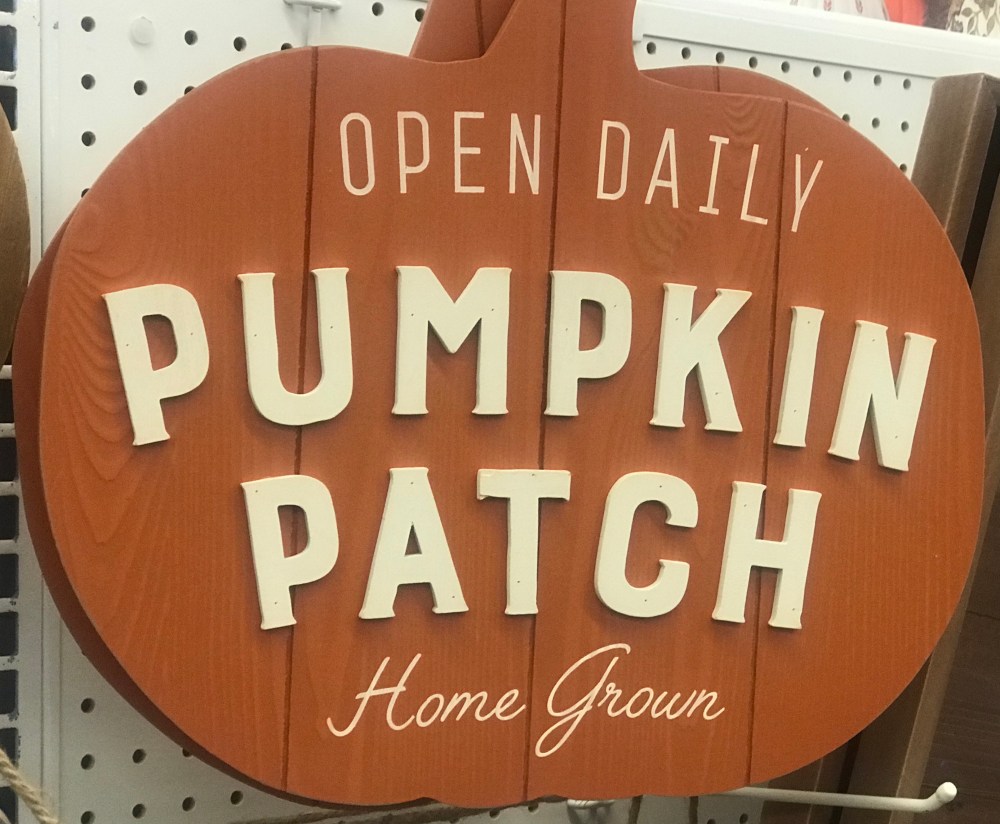 OPEN DAILY
PUMPKIN
PATCH
Home Grown